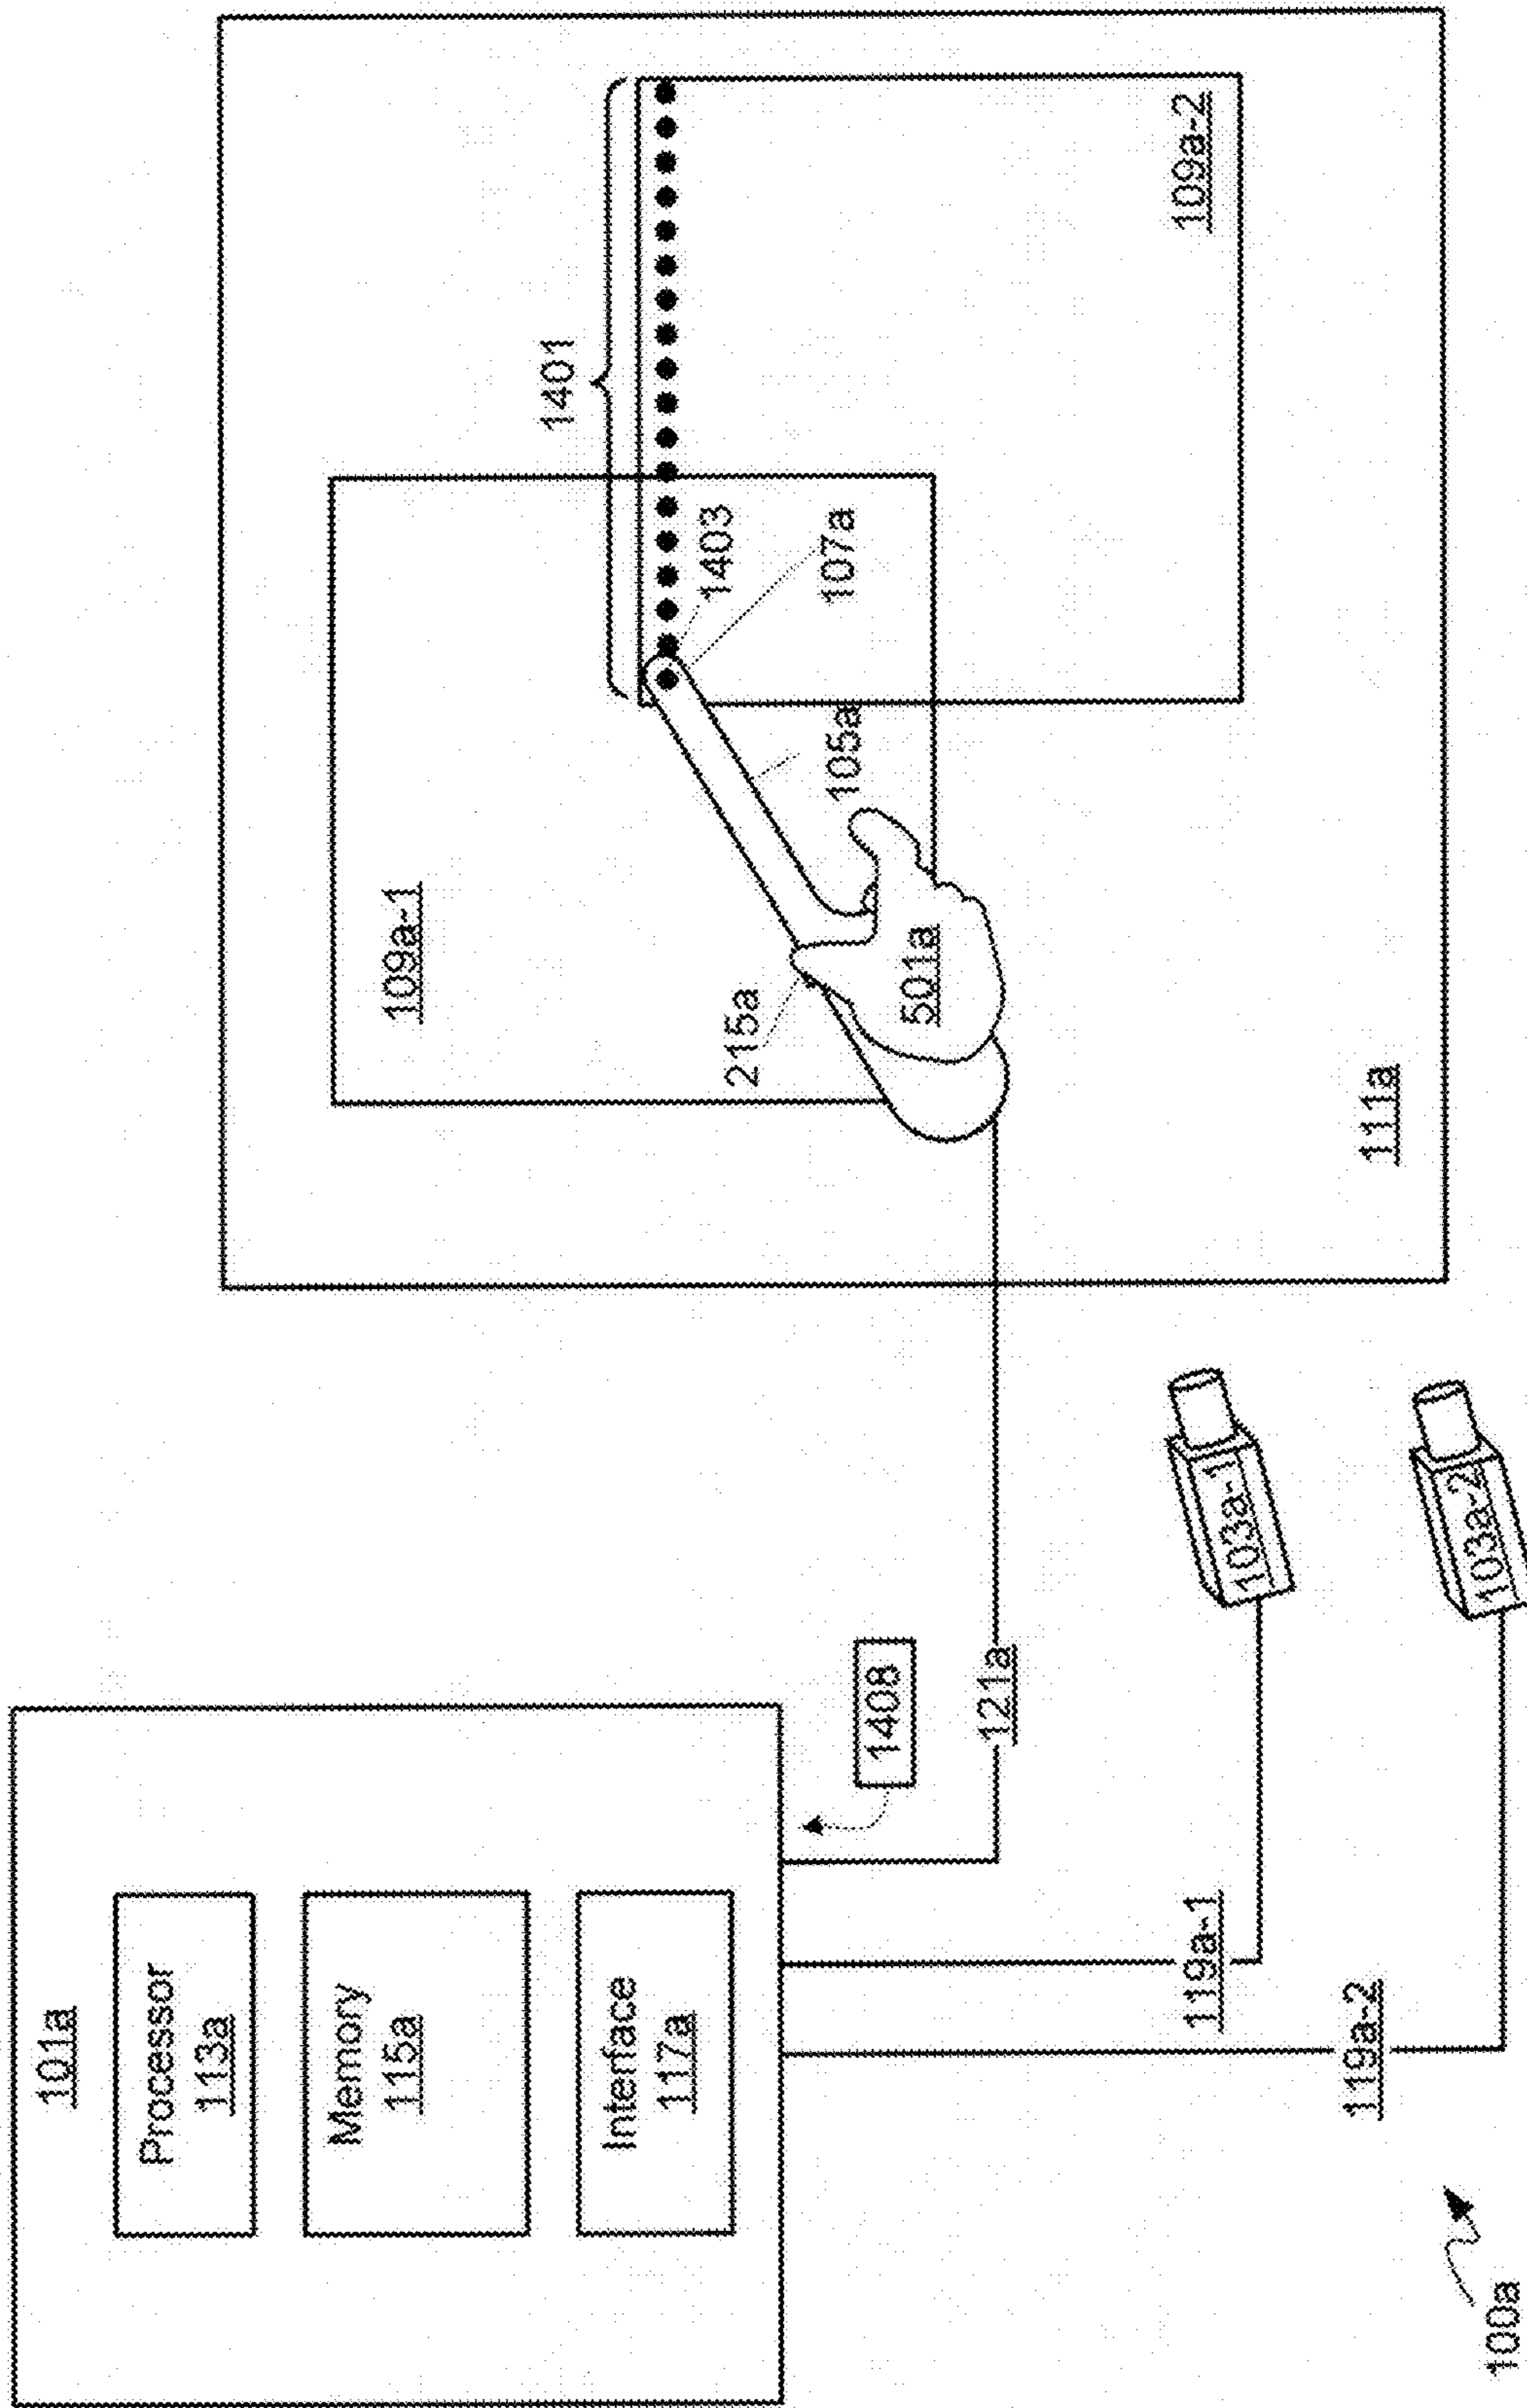 101a
Processor
113a
Memory
115a
Interface
117a
1408
121a
119a-1
119a-2
103a-1
103a-2
100a
109a-1
215a
501a
105a
107a
1403
1401
109a-2
111a